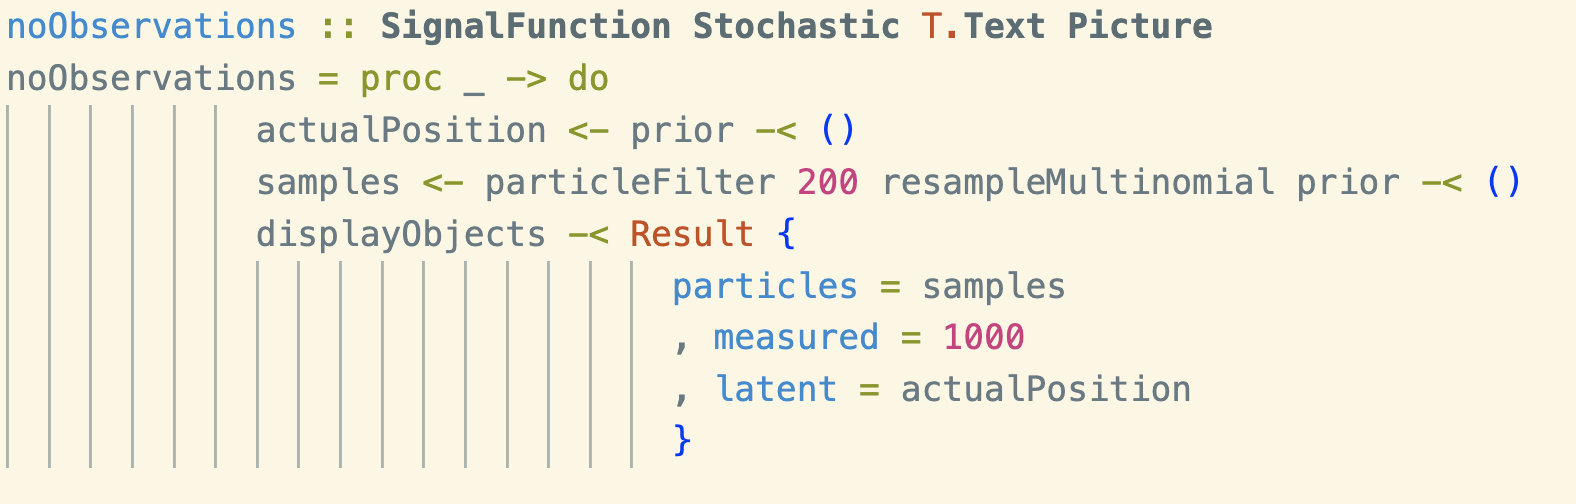 noObservations :: SignalFunction Stochastic T.Text Picture
noObservations = proc _ -> do
actualPosition <- prior -< ()
samples <- particleFilter 200 resampleMultinomial prior -< ()
displayObjects -< Result {
particles = samples
, measured = 1000
, latent = actualPosition
}